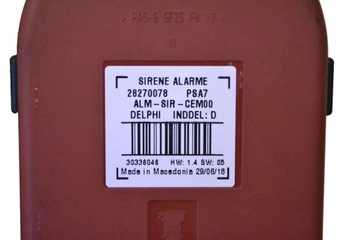 SIRENE ALARME
28270078 PSA7
ALM-SIR-CEM00
DELPHI INDDEL: D
30336046 HW: 1.4 SW: 05
Made in Macedonia 29/06/18